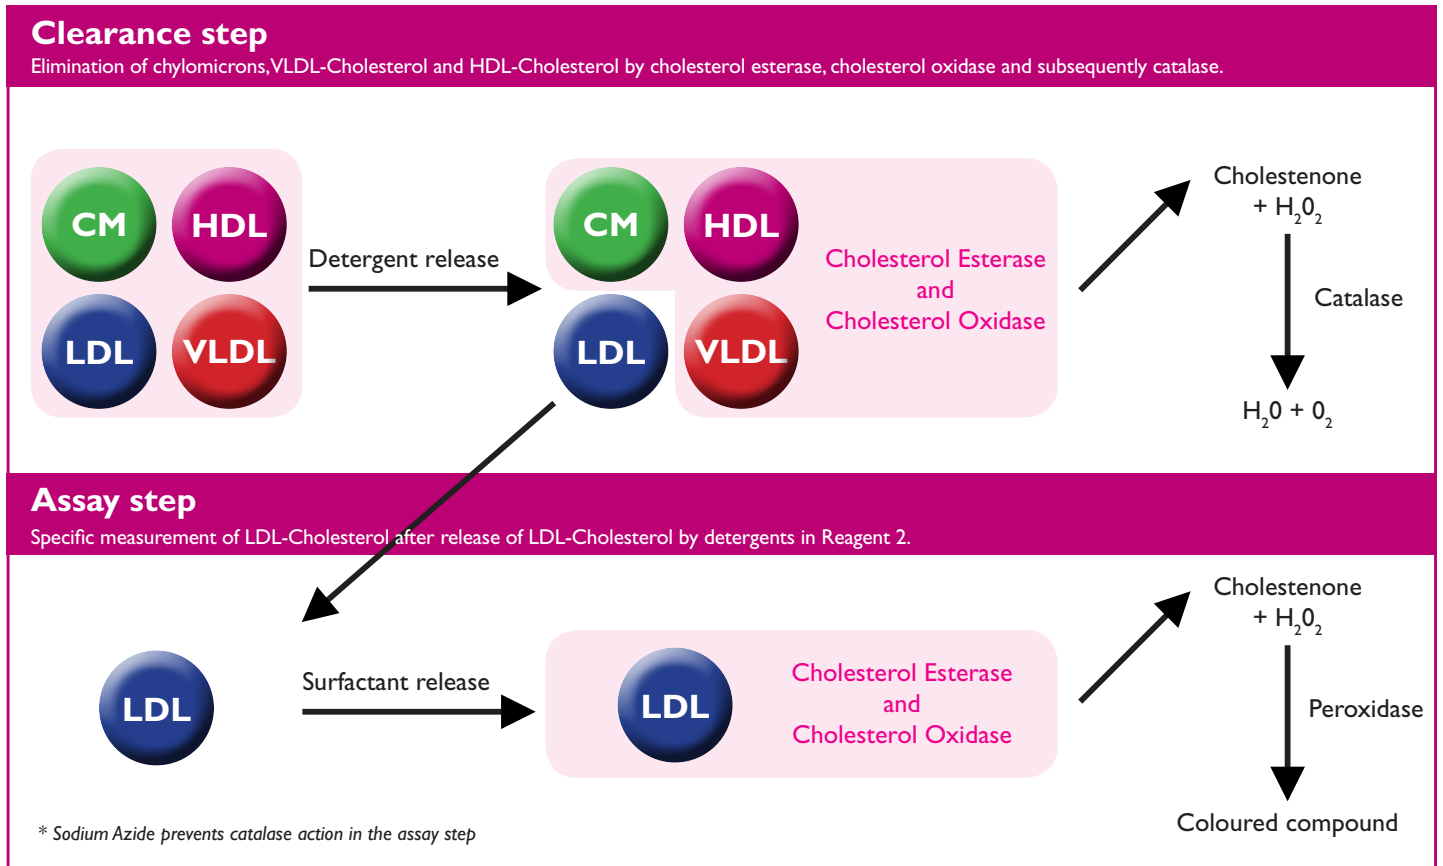 Clearance step
Elimination of chylomicrons,VLDL-Cholesterol and HDL-Cholesterol by cholesterol esterase, cholesterol oxidase and subsequently catalase.
CM
HDL
LDL
VLDL
Detergent release
CM
HDL
LDL
VLDL
Cholesterol Esterase
and
Cholesterol Oxidase
Cholestenone
+ H₂0₂
Catalase
H₂0 + 0₂
Assay step
Specific measurement of LDL-Cholesterol after release of LDL-Cholesterol by detergents in Reagent 2.
LDL
Surfactant release
LDL
Cholesterol Esterase
and
Cholesterol Oxidase
Cholestenone
+ H₂0₂
Peroxidase
Coloured compound
* Sodium Azide prevents catalase action in the assay step